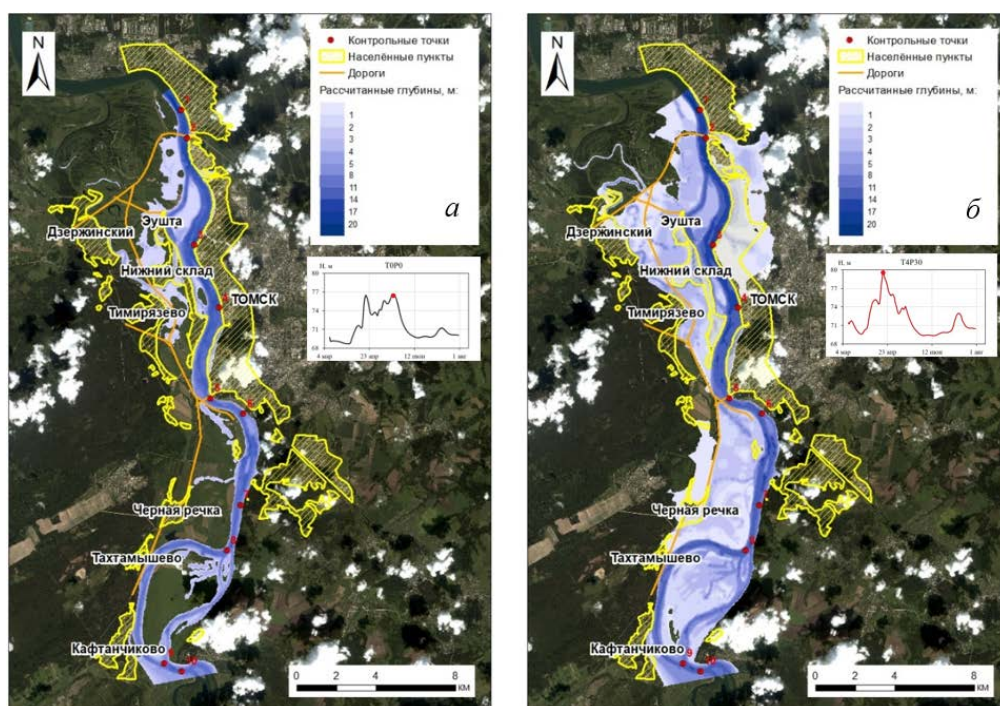 N
Контрольные точки
Населённые пункты
Дороги
Рассчитанные глубины, м:
1
2
3
4
5
8
11
14
17
20
а
Эушта
Дзержинский
Нижний склад
ТОМСК
Тимирязево
Черная речка
Тахтамышево
Кафтанчиково
H, м
T0P0
80
77
74
71
68
4 мар
23 апр
12 июн
1 авг
0 2 4 8
км
N
Контрольные точки
Населённые пункты
Дороги
Рассчитанные глубины, м:
1
2
3
4
5
8
11
14
17
20
б
Эушта
Дзержинский
Нижний склад
ТОМСК
Тимирязево
Черная речка
Тахтамышево
Кафтанчиково
9
H, м
T4P30
80
77
74
71
68
4 мар
23 апр
12 июн
1 авг
0 2 4 8
км